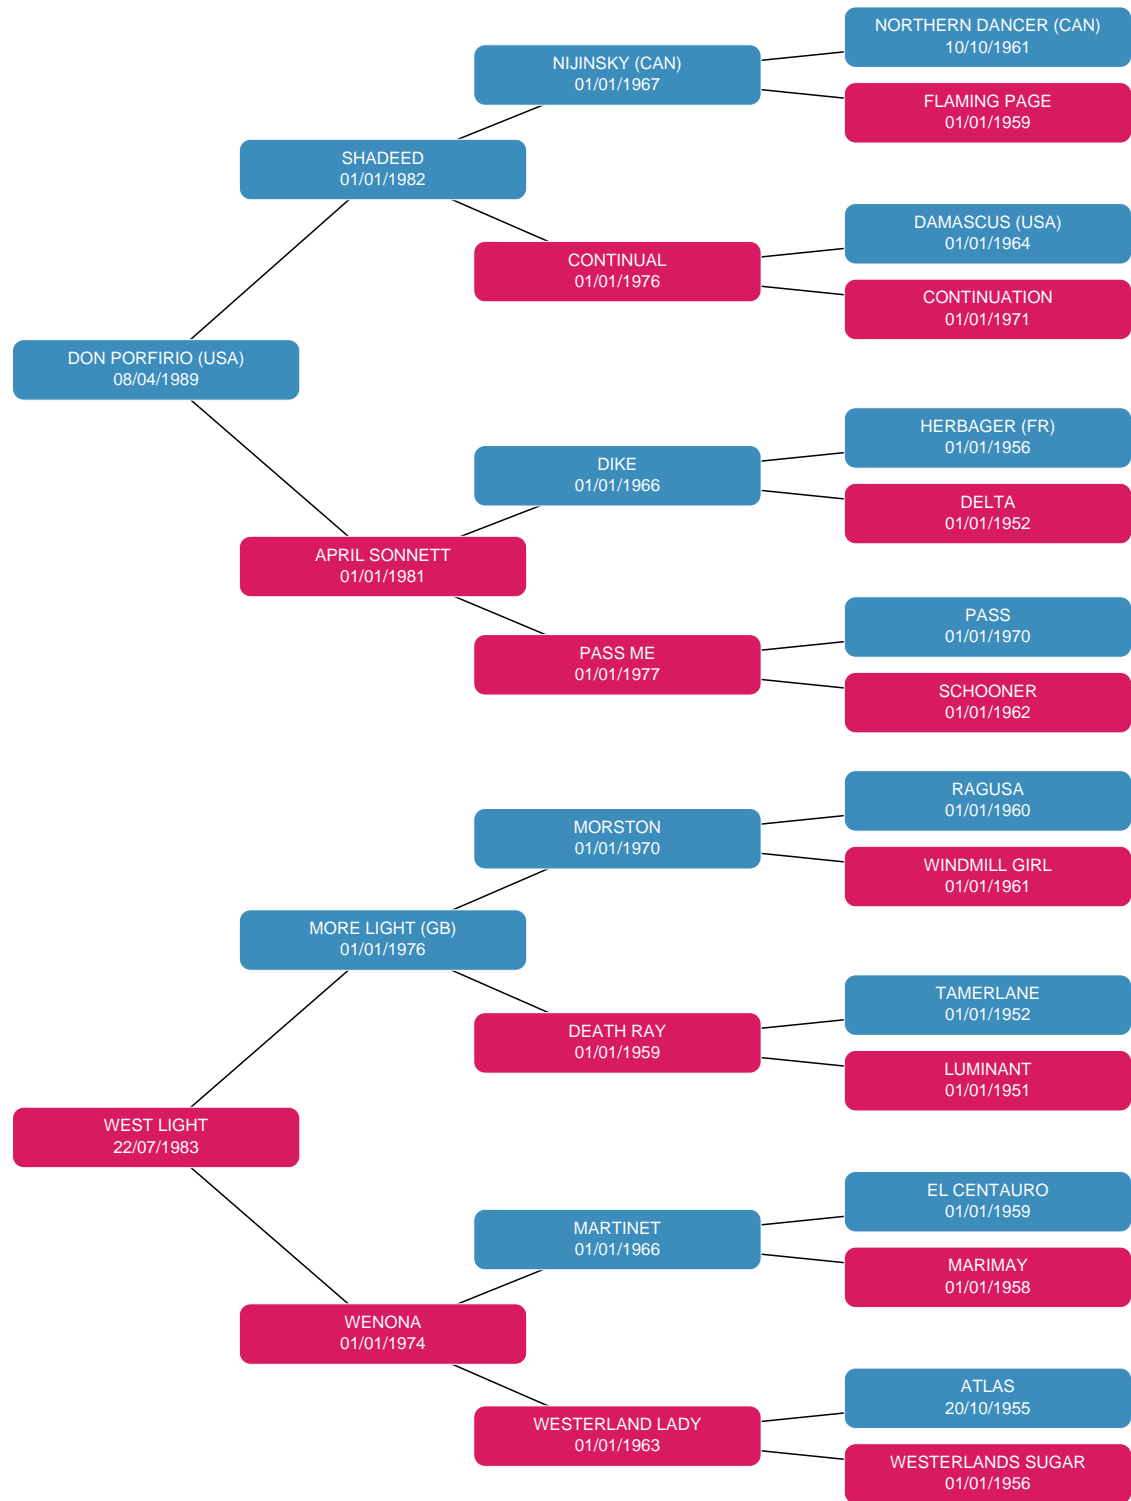 NORTHERN DANCER (CAN)
10/10/1961
NIJINSKY (CAN)
01/01/1967
FLAMING PAGE
01/01/1959
SHADEED
01/01/1982
DAMASCUS (USA)
01/01/1964
CONTINUAL
01/01/1976
CONTINUATION
01/01/1971
DON PORFIRIO (USA)
08/04/1989
HERBAGER (FR)
01/01/1956
DIKE
01/01/1966
DELTA
01/01/1952
APRIL SONNETT
01/01/1981
PASS
01/01/1970
PASS ME
01/01/1977
SCHOONER
01/01/1962
RAGUSA
01/01/1960
MORSTON
01/01/1970
WINDMILL GIRL
01/01/1961
MORE LIGHT (GB)
01/01/1976
TAMERLANE
01/01/1952
DEATH RAY
01/01/1959
LUMINANT
01/01/1951
WEST LIGHT
22/07/1983
EL CENTAURO
01/01/1959
MARTINET
01/01/1966
MARIMAY
01/01/1958
WENONA
01/01/1974
ATLAS
20/10/1955
WESTERLAND LADY
01/01/1963
WESTERLANDS SUGAR
01/01/1956